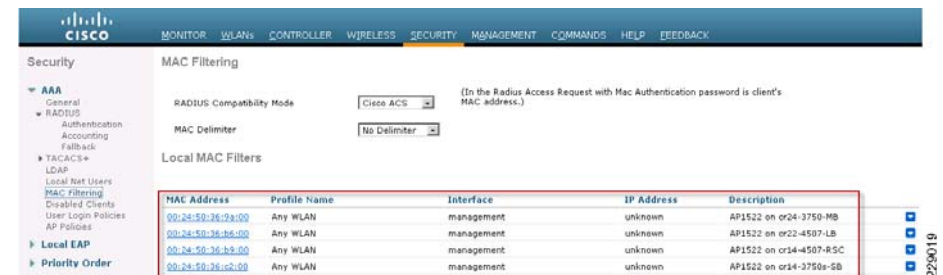 CISCO
MONITOR WLANs CONTROLLER WIRELESS SECURITY MANAGEMENT COMMANDS HELP FEEDBACK
Security
AAA
General
RADIUS
Authentication
Accounting
Fallback
TACACS+
LDAP
Local Net Users
MAC Filtering
Disabled Clients
User Login Policies
AP Policies
Local EAP
Priority Order
MAC Filtering
RADIUS Compatibility Mode Cisco ACS
(In the Radius Access Request with Mac Authentication password is client's
MAC address.)
MAC Delimiter No Delimiter
Local MAC Filters
MAC Address Profile Name Interface IP Address Description
00:24:50:36:9a:00 Any WLAN management unknown AP1522 on cr24-3750-MB
00:24:50:36:b6:00 Any WLAN management unknown AP1522 on cr22-4507-LB
00:24:50:36:b9:00 Any WLAN management unknown AP1522 on cr14-4507-RSC
00:24:50:36:c2:00 Any WLAN management unknown AP1522 on cr14-3750s-SB
229019